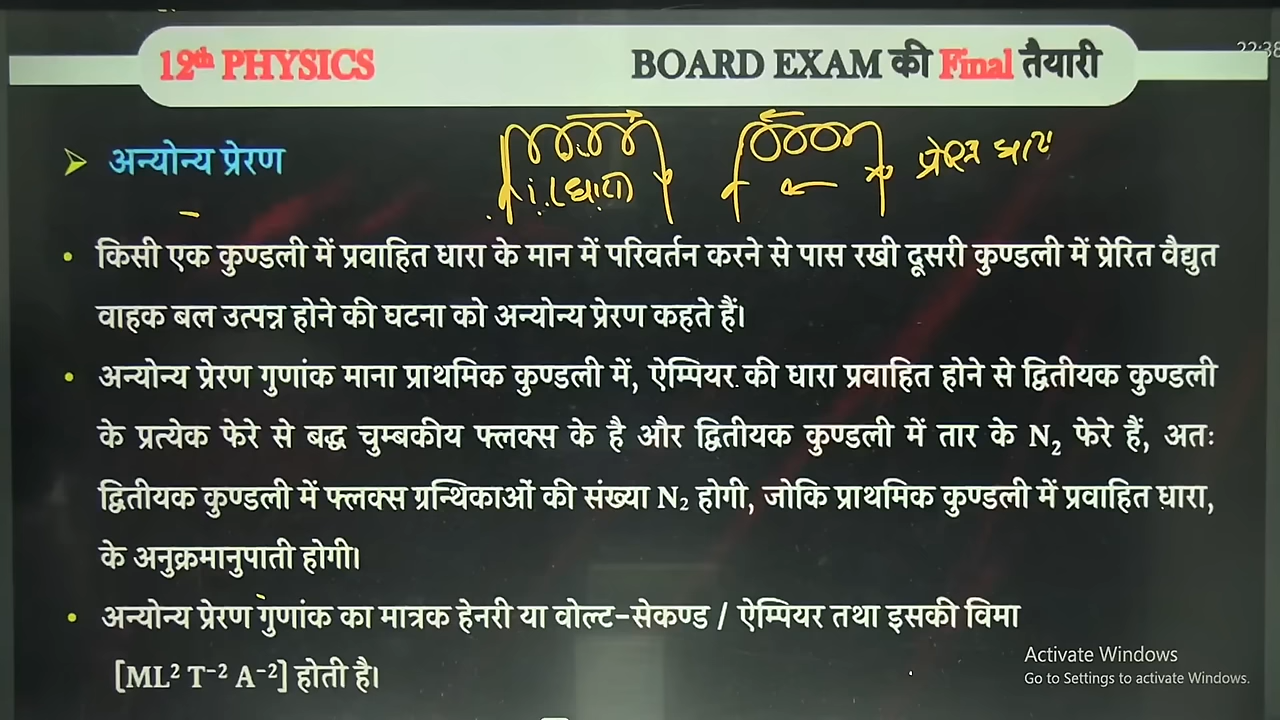 12th PHYSICS
BOARD EXAM की Final तैयारी
22:38
➤ अन्योन्य प्रेरण
i (धारा)
प्रेरित धारा
• किसी एक कुण्डली में प्रवाहित धारा के मान में परिवर्तन करने से पास रखी दूसरी कुण्डली में प्रेरित वैद्युत
वाहक बल उत्पन्न होने की घटना को अन्योन्य प्रेरण कहते हैं।
• अन्योन्य प्रेरण गुणांक माना प्राथमिक कुण्डली में, ऐम्पियर की धारा प्रवाहित होने से द्वितीयक कुण्डली
के प्रत्येक फेरे से बद्ध चुम्बकीय फ्लक्स के है और द्वितीयक कुण्डली में तार के N₂ फेरे हैं, अतः
द्वितीयक कुण्डली में फ्लक्स ग्रन्थिकाओं की संख्या N₂ होगी, जोकि प्राथमिक कुण्डली में प्रवाहित धारा,
के अनुक्रमानुपाती होगी।
• अन्योन्य प्रेरण गुणांक का मात्रक हेनरी या वोल्ट-सेकण्ड / ऐम्पियर तथा इसकी विमा
[ML² T⁻² A⁻²] होती है।
Activate Windows
Go to Settings to activate Windows.